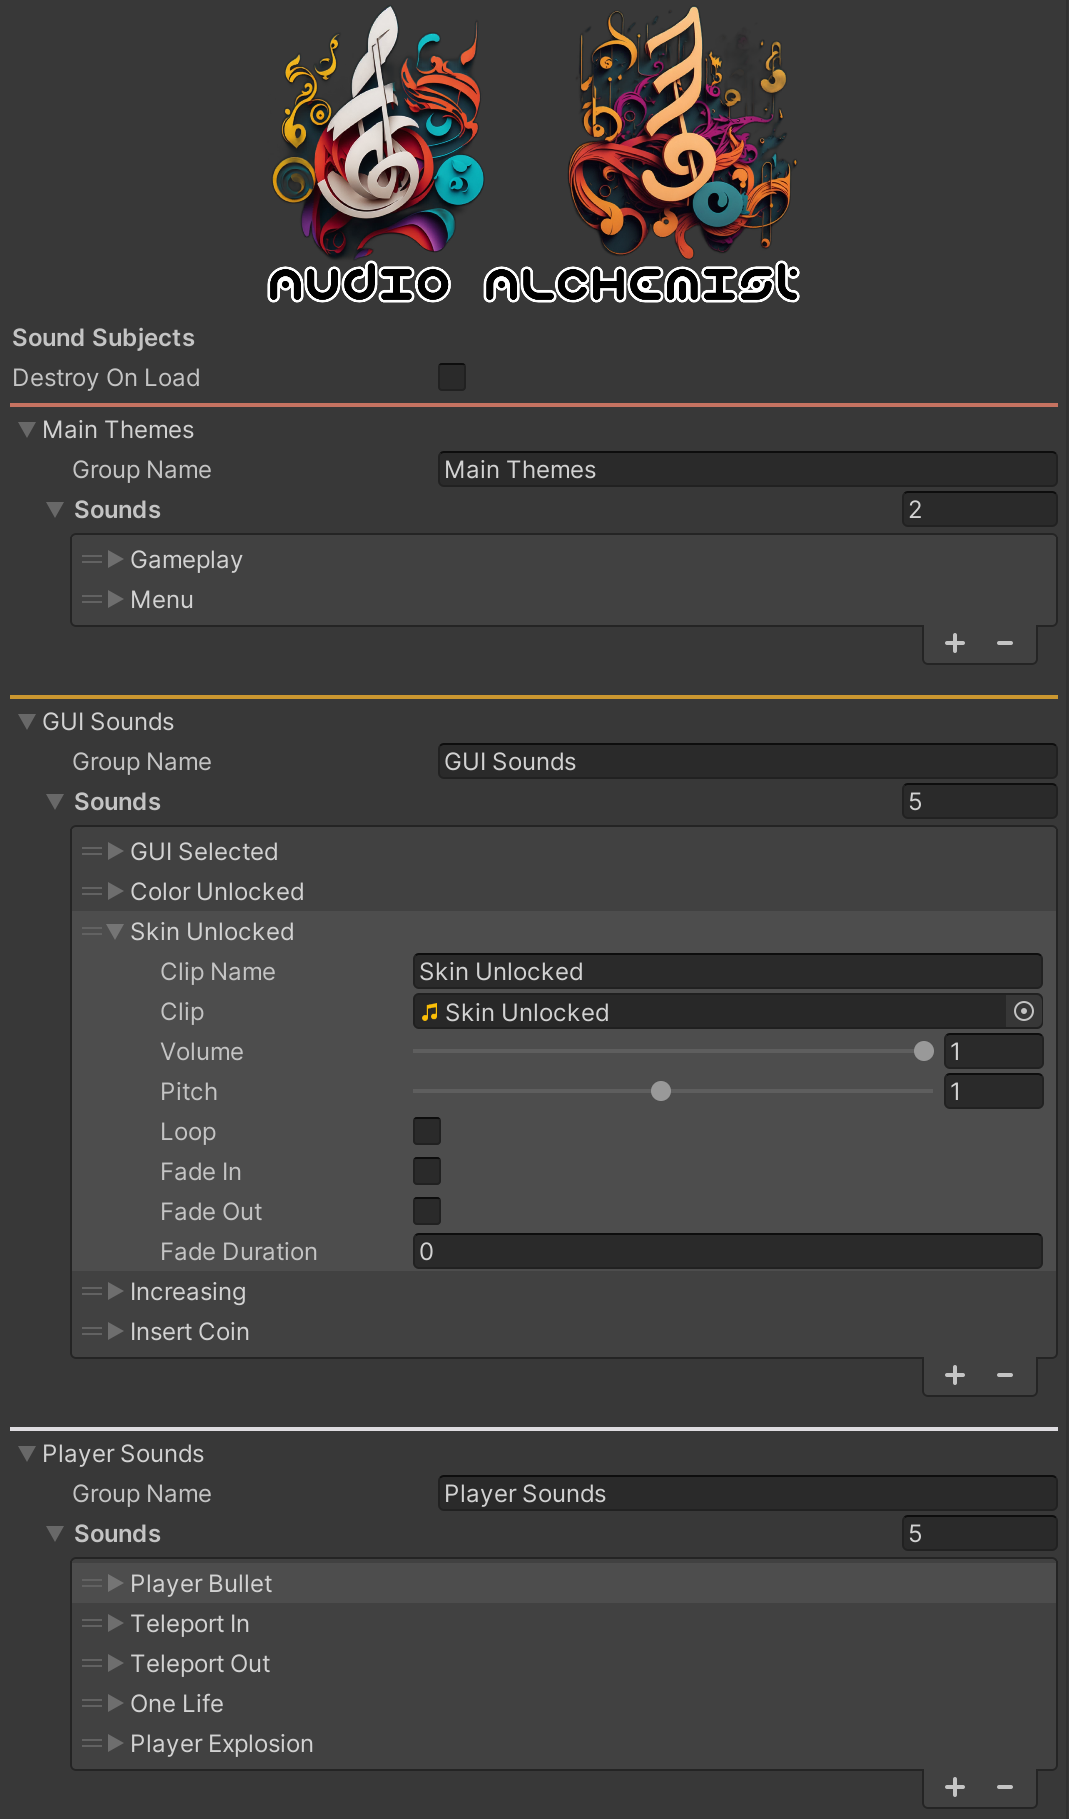 AUDIO ALCHEMIST
Sound Subjects
Destroy On Load
Main Themes
Group Name Main Themes
Sounds 2
Gameplay
Menu
+ −
GUI Sounds
Group Name GUI Sounds
Sounds 5
GUI Selected
Color Unlocked
Skin Unlocked
Clip Name Skin Unlocked
Clip Skin Unlocked
Volume 1
Pitch 1
Loop
Fade In
Fade Out
Fade Duration 0
Increasing
Insert Coin
+ −
Player Sounds
Group Name Player Sounds
Sounds 5
Player Bullet
Teleport In
Teleport Out
One Life
Player Explosion
+ −